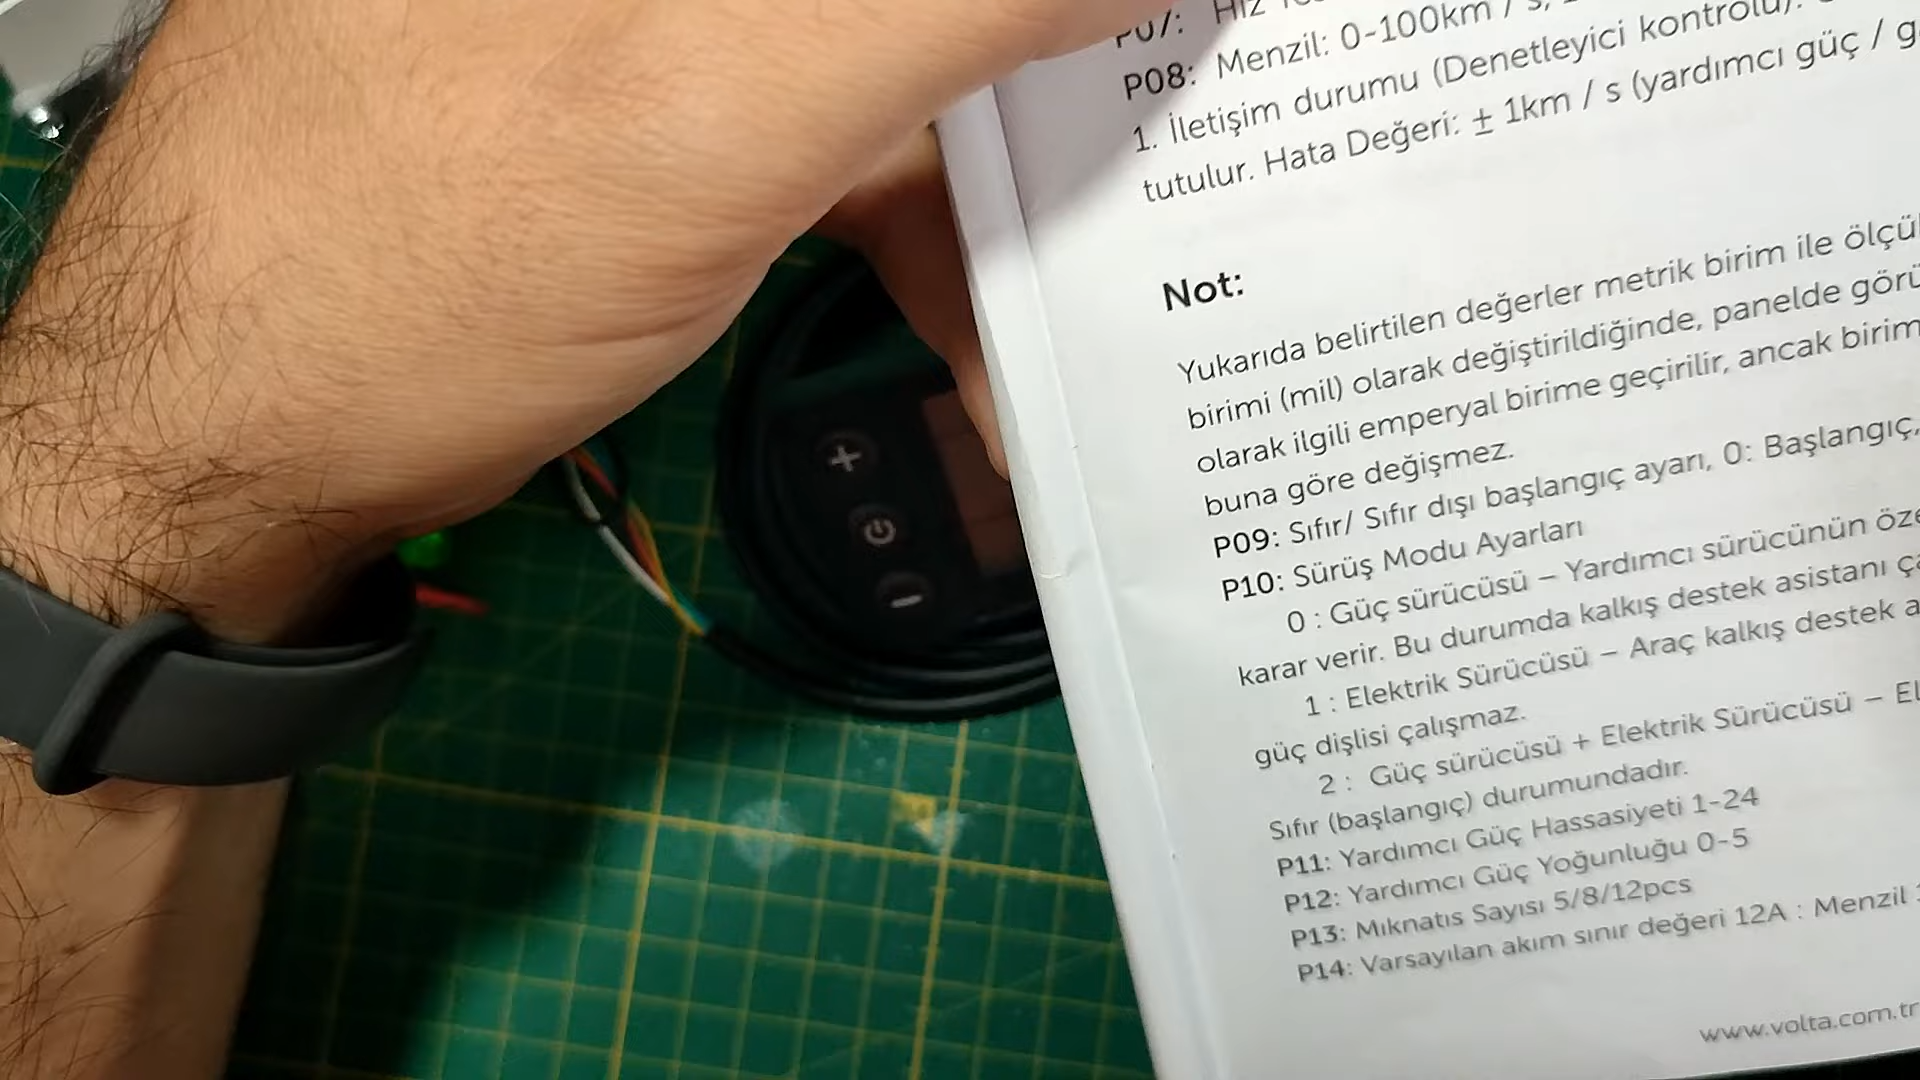 P07: Hız
P08: Menzil: 0-100km / s,
1. İletişim durumu (Denetleyici kontrolü).
tutulur. Hata Değeri: ± 1km / s (yardımcı güç /
Not:
Yukarıda belirtilen değerler metrik birim ile
birimi (mil) olarak değiştirildiğinde, panelde
olarak ilgili emperyal birime geçirilir, ancak
buna göre değişmez.
P09: Sıfır/ Sıfır dışı başlangıç ayarı, 0: Başlangıç,
P10: Sürüş Modu Ayarları
0 : Güç sürücüsü – Yardımcı sürücünün
karar verir. Bu durumda kalkış destek asistanı
1 : Elektrik Sürücüsü – Araç kalkış destek
güç dişlisi çalışmaz.
2 : Güç sürücüsü + Elektrik Sürücüsü –
Sıfır (başlangıç) durumundadır.
P11: Yardımcı Güç Hassasiyeti 1-24
P12: Yardımcı Güç Yoğunluğu 0-5
P13: Mıknatıs Sayısı 5/8/12pcs
P14: Varsayılan akım sınır değeri 12A : Menzil
www.volta.com.tr